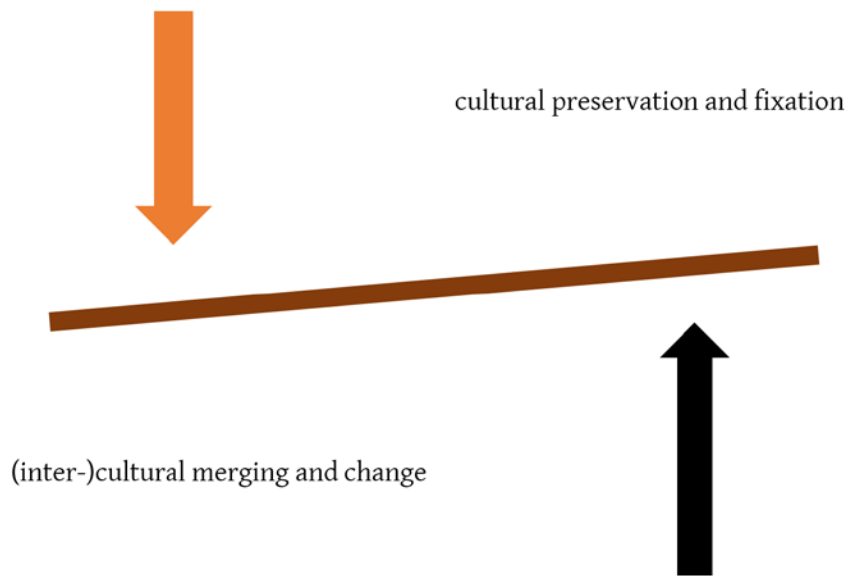 cultural preservation and fixation
(inter-)cultural merging and change